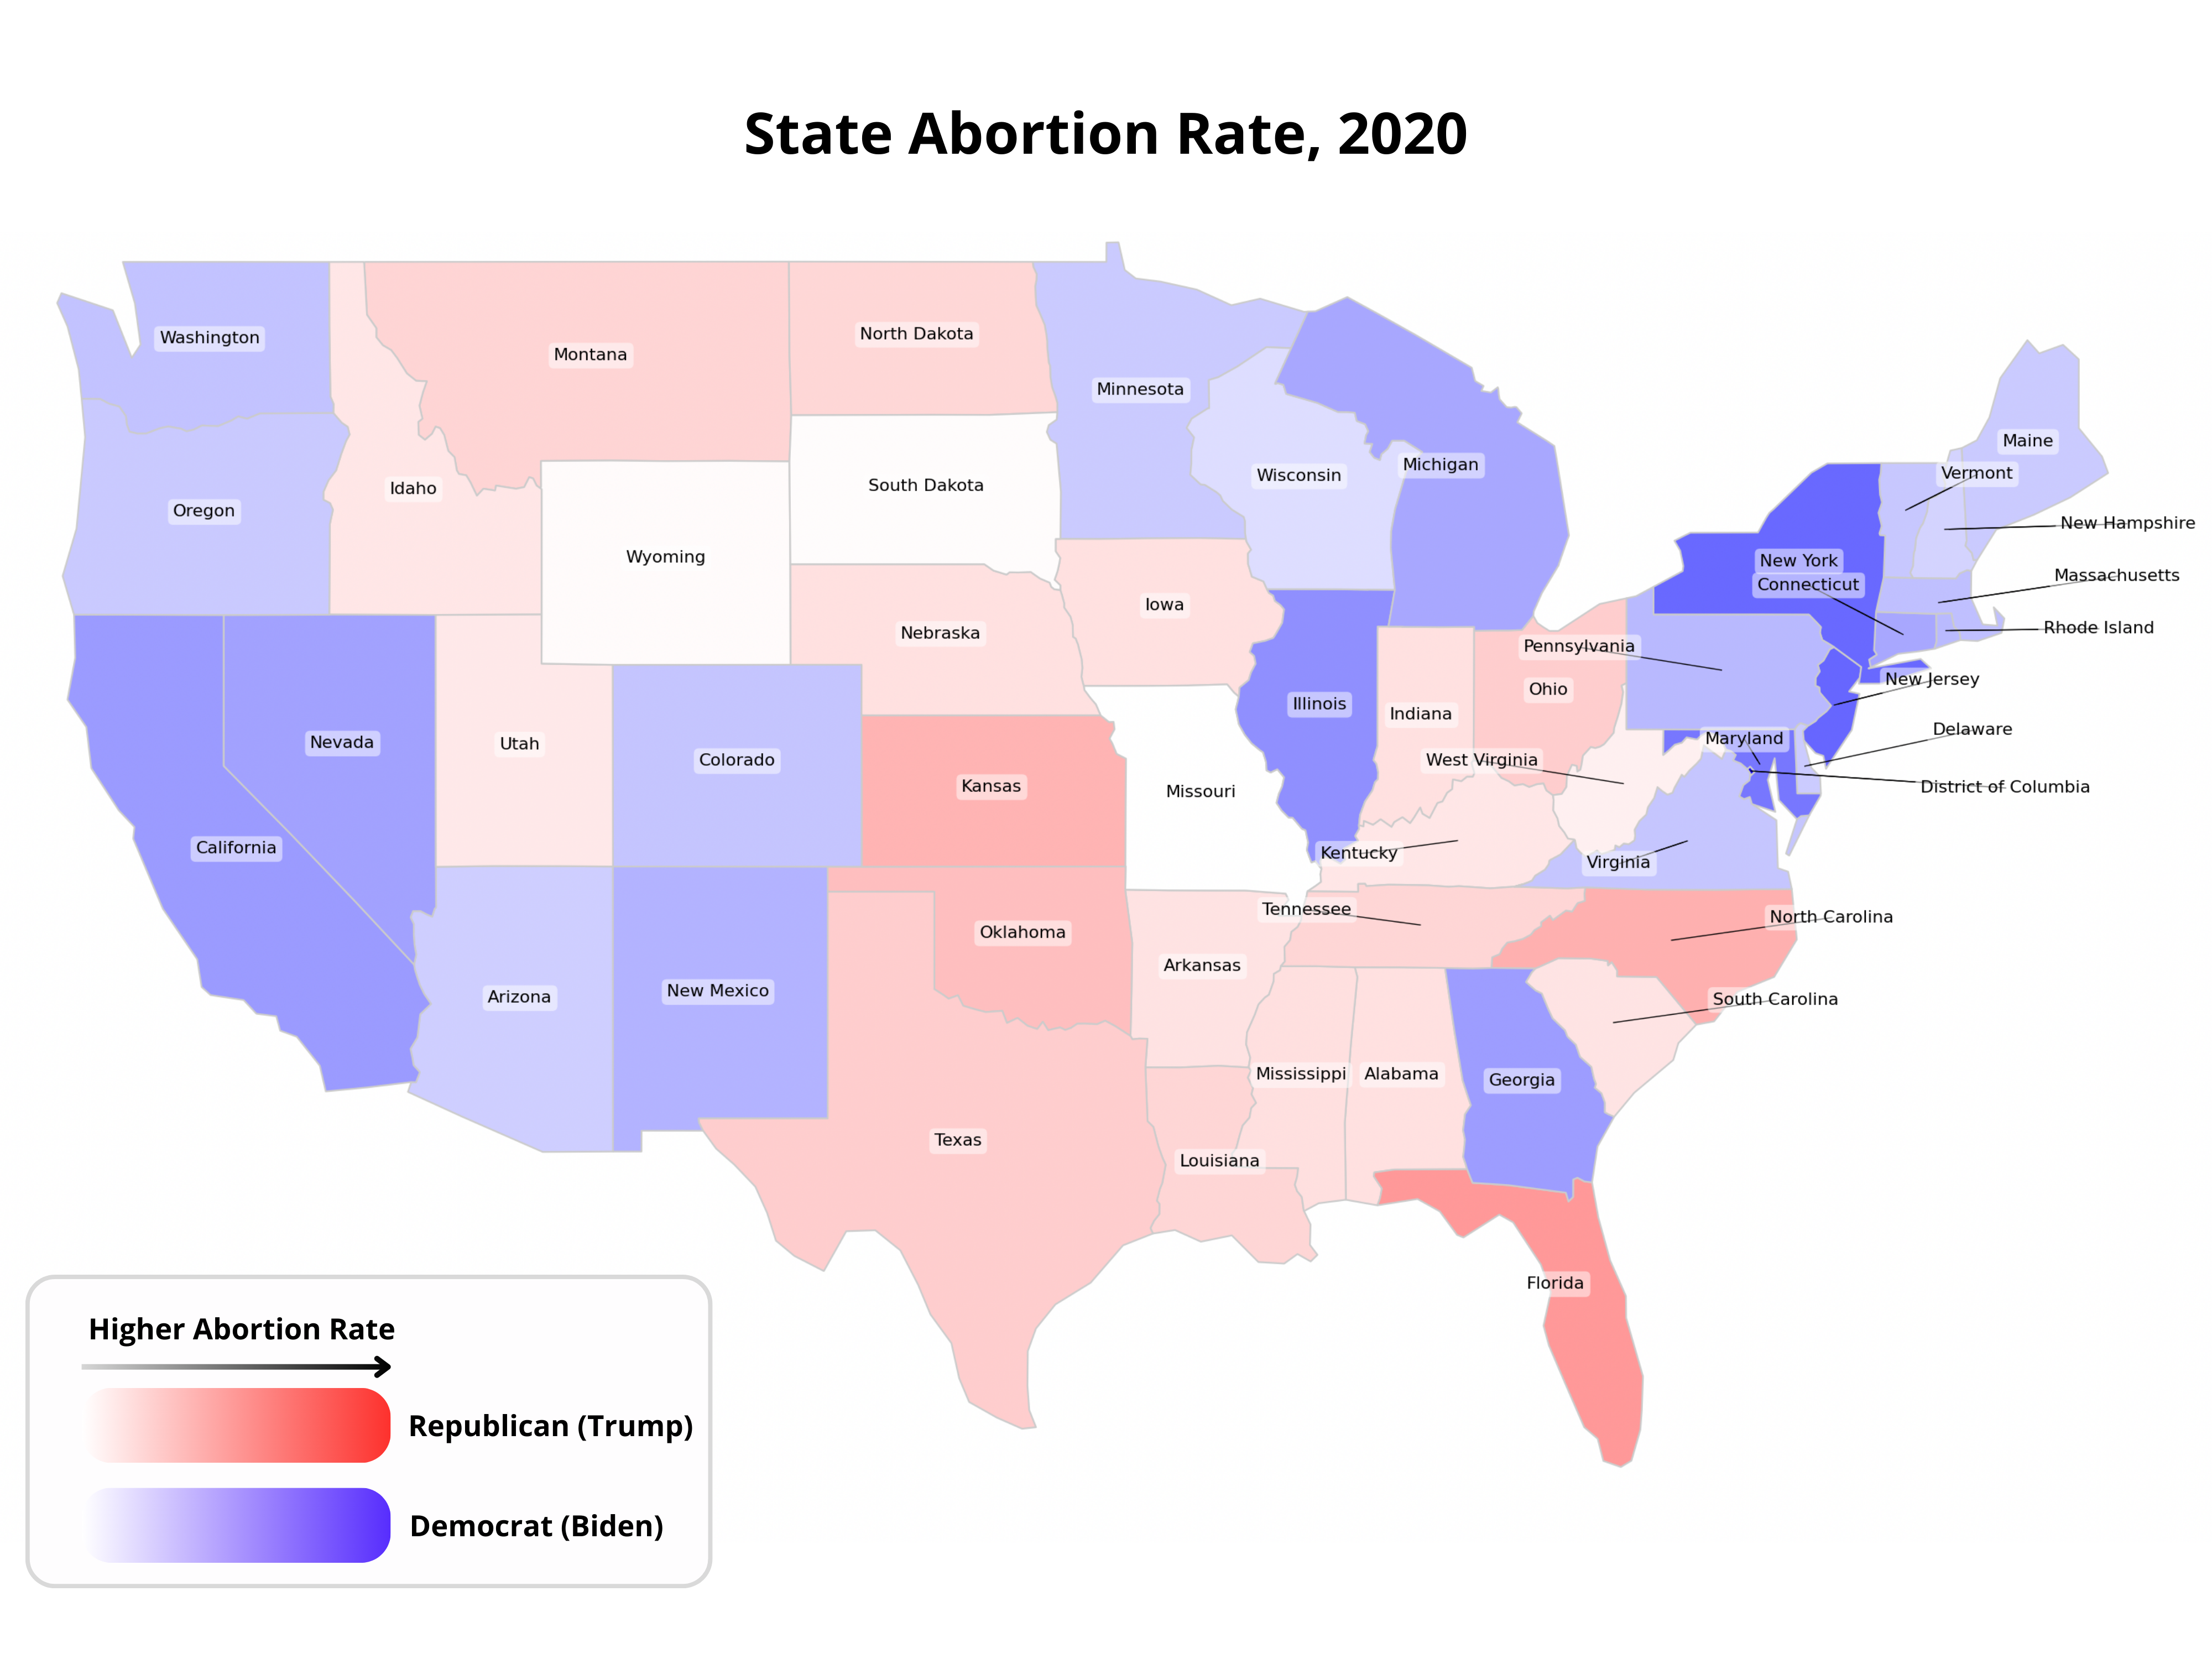 State Abortion Rate, 2020
Washington
Montana
North Dakota
Minnesota
Maine
Vermont
Wisconsin
Michigan
Idaho
South Dakota
Oregon
New Hampshire
Wyoming
New York
Massachusetts
Connecticut
Iowa
Rhode Island
Nebraska
Pennsylvania
New Jersey
Ohio
Illinois
Indiana
Delaware
Maryland
Nevada
Utah
Colorado
West Virginia
Kansas
District of Columbia
Missouri
California
Kentucky
Virginia
Tennessee
North Carolina
Oklahoma
Arkansas
New Mexico
Arizona
South Carolina
Mississippi
Alabama
Georgia
Texas
Louisiana
Florida
Higher Abortion Rate
Republican (Trump)
Democrat (Biden)